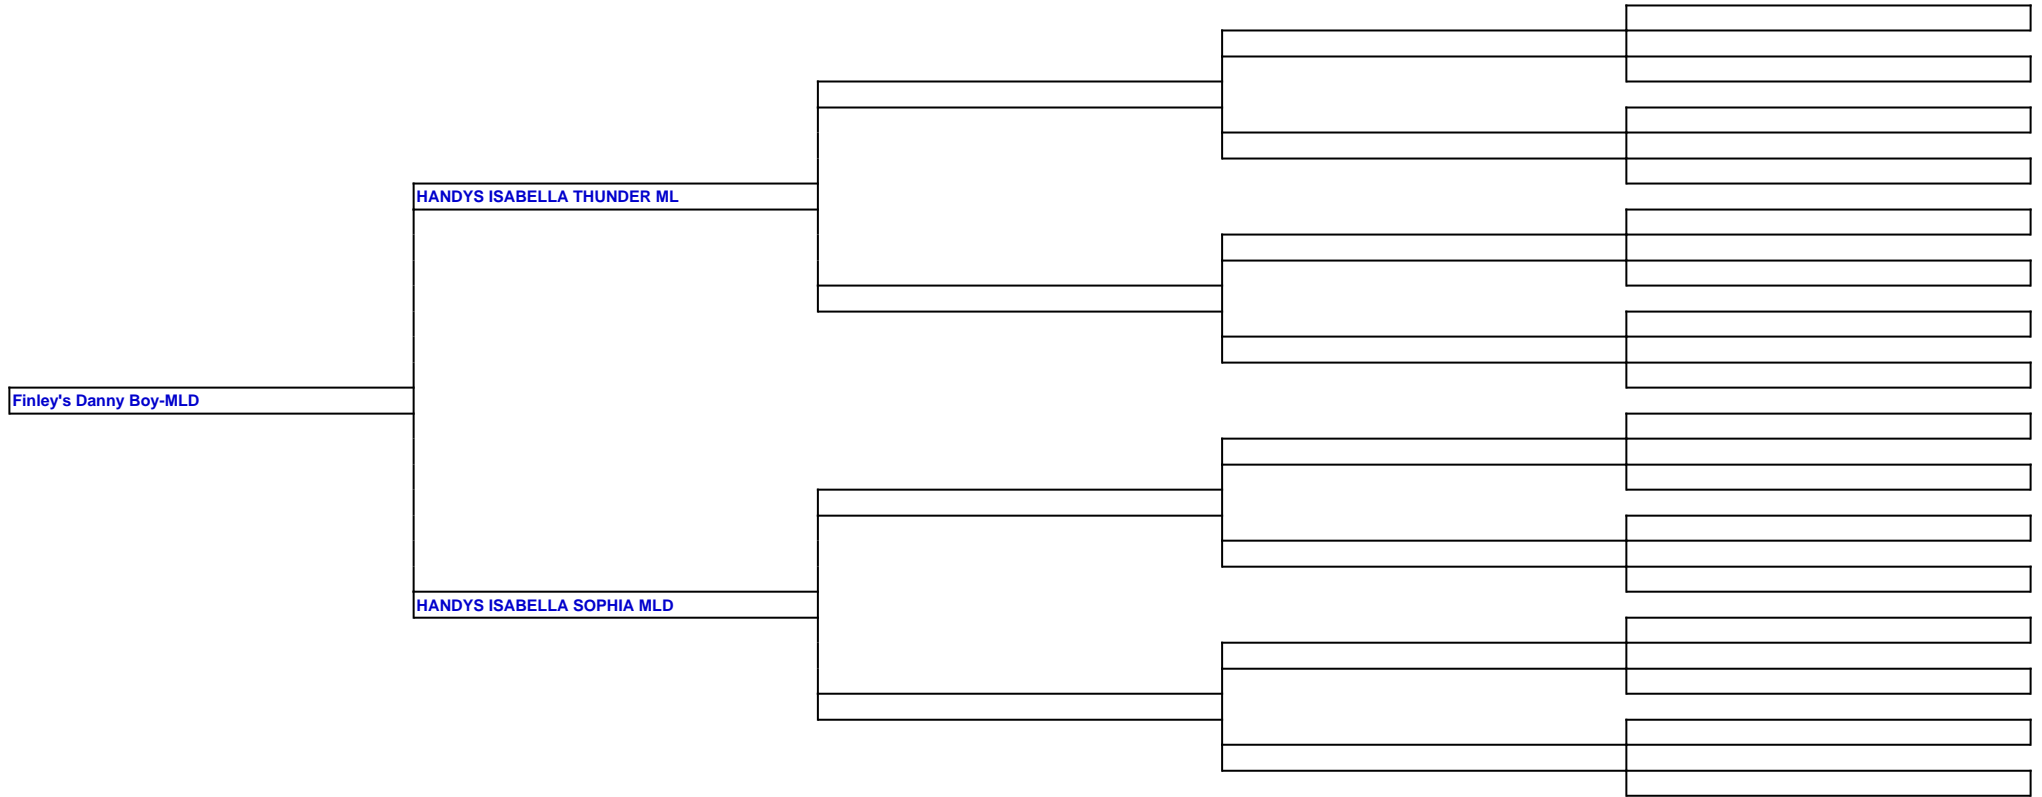 HANDYS ISABELLA THUNDER ML
Finley's Danny Boy-MLD
HANDYS ISABELLA SOPHIA MLD